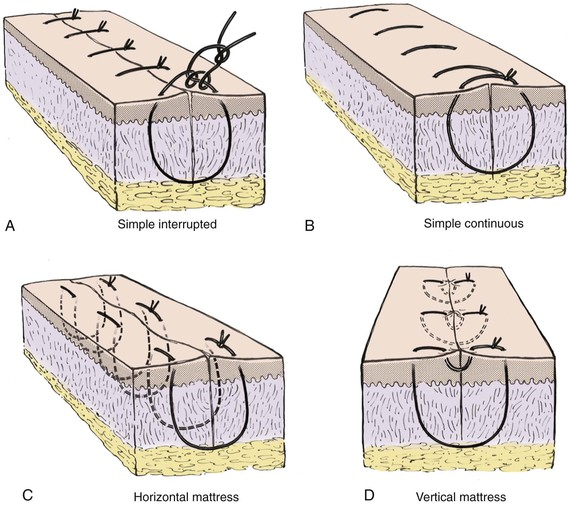 A Simple interrupted
B Simple continuous
C Horizontal mattress
D Vertical mattress